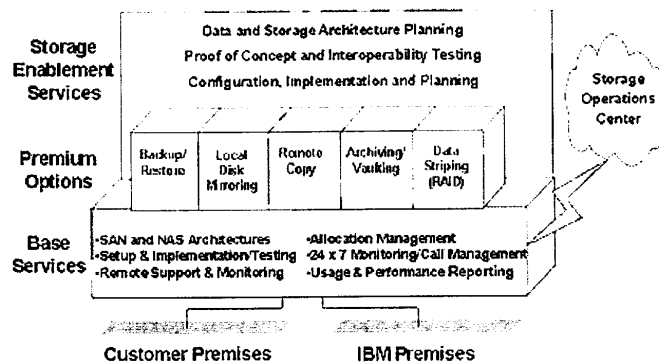 Storage
Enablement
Services
Data and Storage Architecture Planning
Proof of Concept and Interoperability Testing
Configuration, Implementation and Planning
Storage
Operations
Center
Premium
Options
Backup/
Restore
Local
Disk
Mirroring
Remote
Copy
Archiving/
Vaulting
Data
Striping
(RAID)
Base
Services
•SAN and NAS Architectures
•Setup & Implementation/Testing
•Remote Support & Monitoring
•Allocation Management
•24 x 7 Monitoring/Call Management
•Usage & Performance Reporting
Customer Premises
IBM Premises